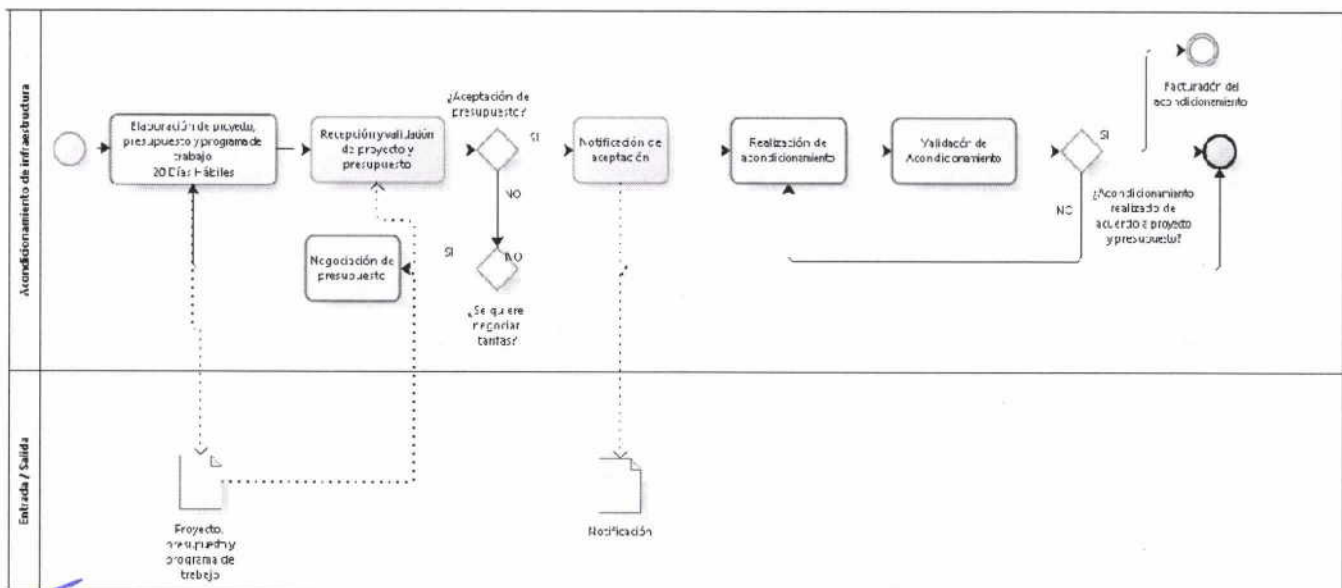 Acondicionamiento de infraestructura
Elaboración de proyecto,
presupuesto y programa de
trabajo
20 Días Hábiles
Recepción y validación
de proyecto y
presupuesto
¿Aceptación de
presupuesto?
SI
NO
Notificación de
aceptación
Realización de
acondicionamiento
Validación de
Acondicionamiento
SI
NO
¿Acondicionamiento
realizado de
acuerdo a proyecto
y presupuesto?
Facturación del
acondicionamiento
Negociación de
presupuesto
SI
NO
¿Se quiere
negociar
tarifas?
Entrada / Salida
Proyecto,
presupuesto y
programa de
trabajo
Notificación